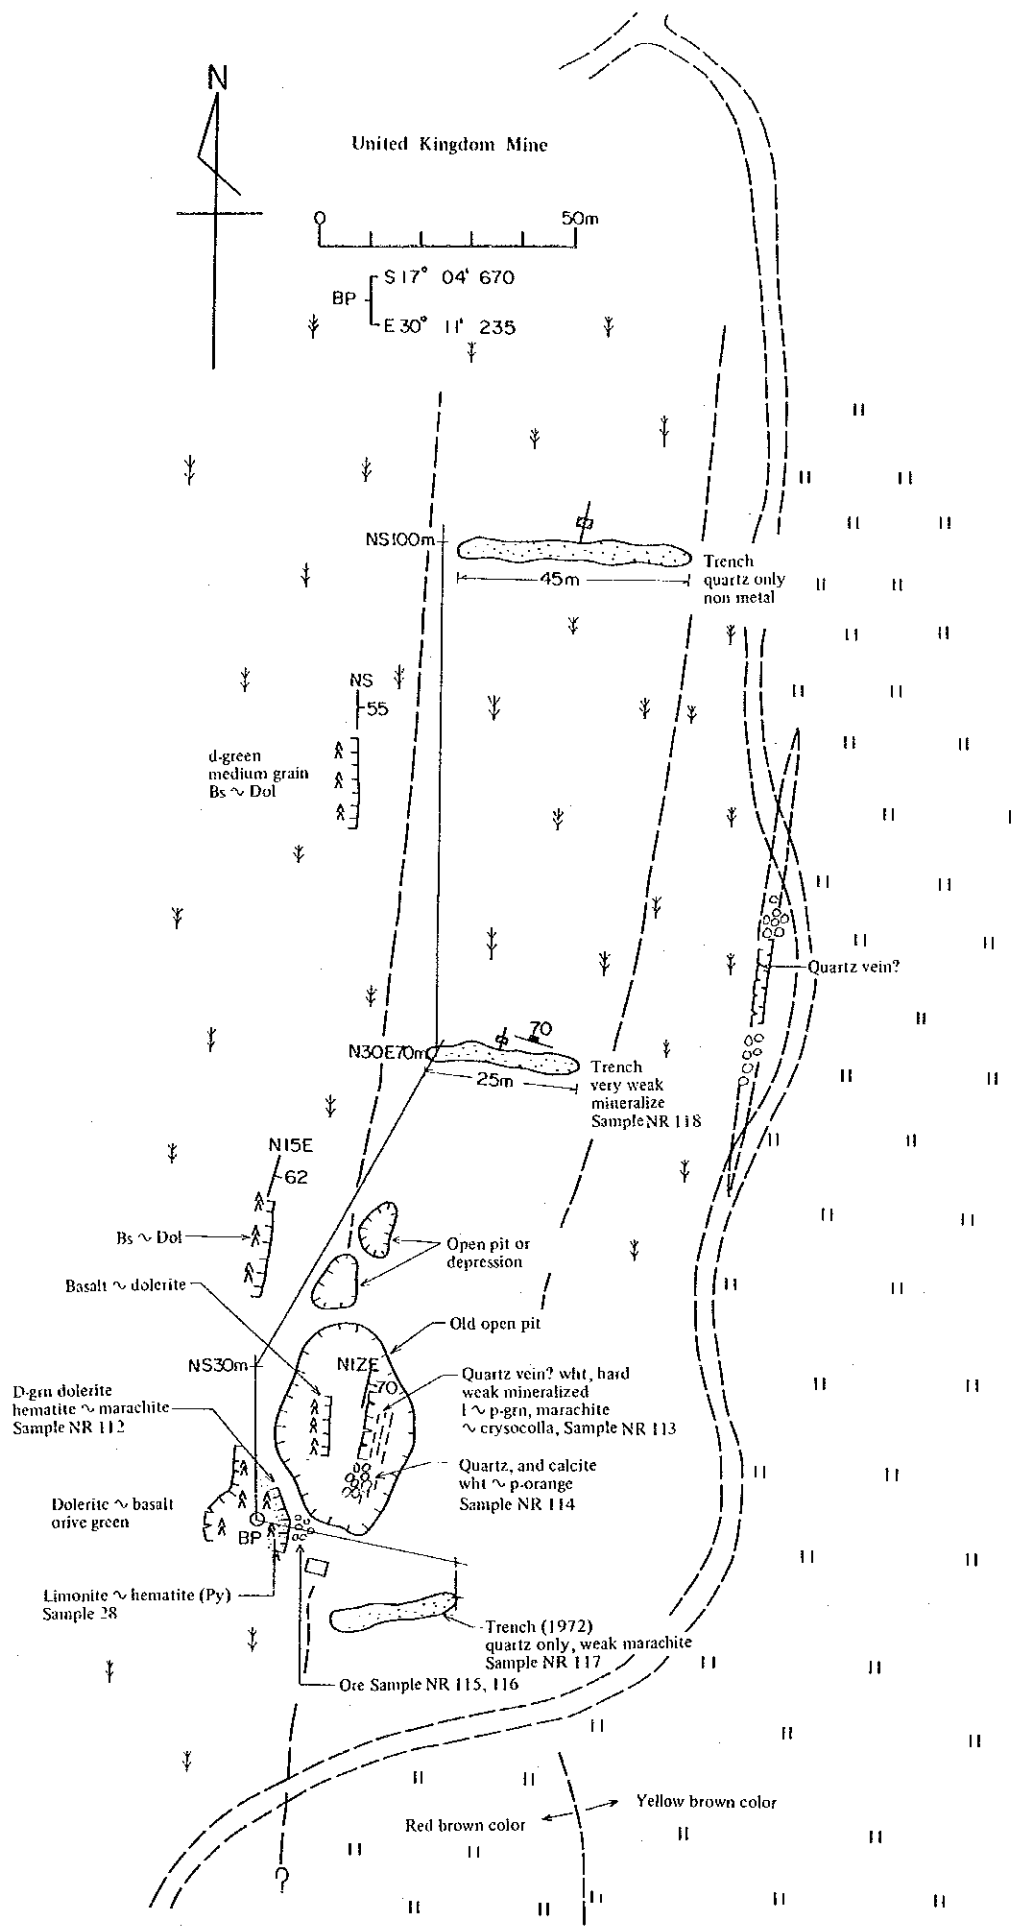 N
United Kingdom Mine
0 50m
BP
S 17° 04' 670
E 30° 11' 235
NS100m
45m
Trench
quartz only
non metal
NS
55
d-green
medium grain
Bs ~ Dol
Quartz vein?
N30E70m
70
25m
Trench
very weak
mineralize
Sample NR 118
N15E
62
Bs ~ Dol
Open pit or
depression
Basalt ~ dolerite
Old open pit
NS30m
N1ZE
70
Quartz vein? wht, hard
weak mineralized
l ~ p-grn, marachite
~ crysocolla, Sample NR 113
D-grn dolerite
hematite ~ marachite
Sample NR 112
Quartz, and calcite
wht ~ p-orange
Sample NR 114
Dolerite ~ basalt
orive green
BP
Limonite ~ hematite (Py)
Sample 28
Trench (1972)
quartz only, weak marachite
Sample NR 117
Ore Sample NR 115, 116
Yellow brown color
Red brown color
?